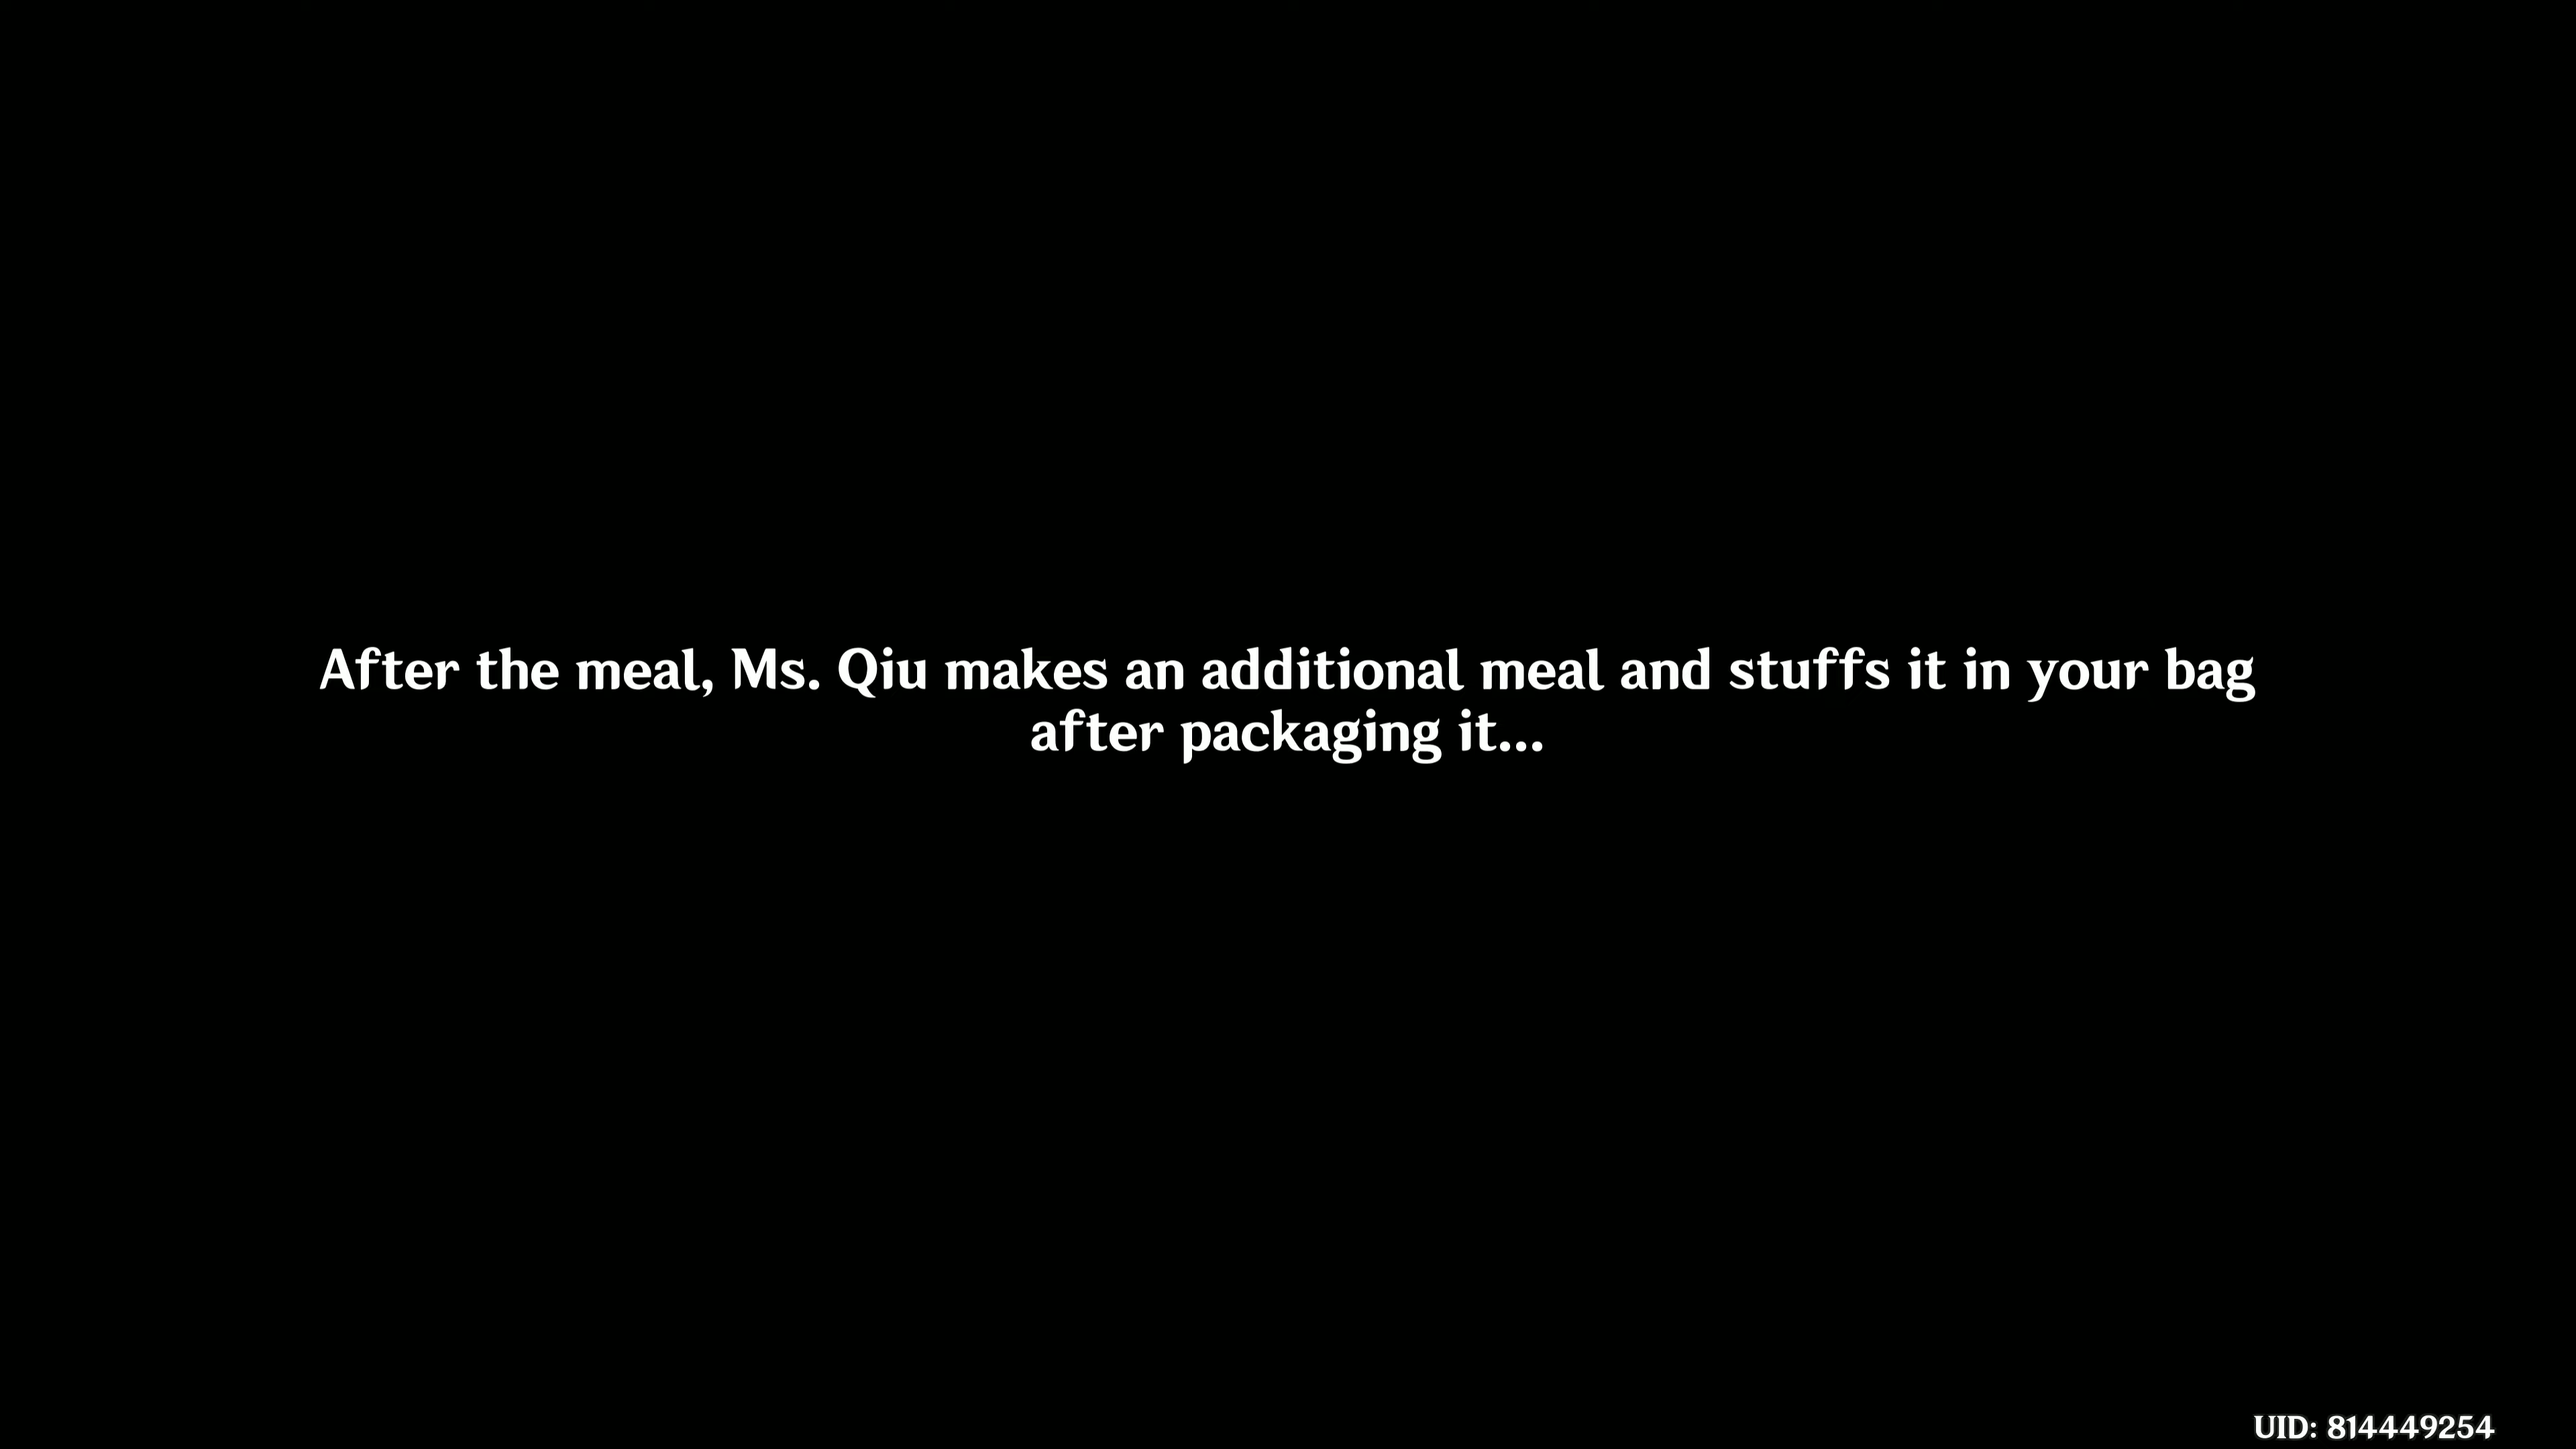 After the meal, Ms. Qiu makes an additional meal and stuffs it in your bag
after packaging it...
UID: 814449254